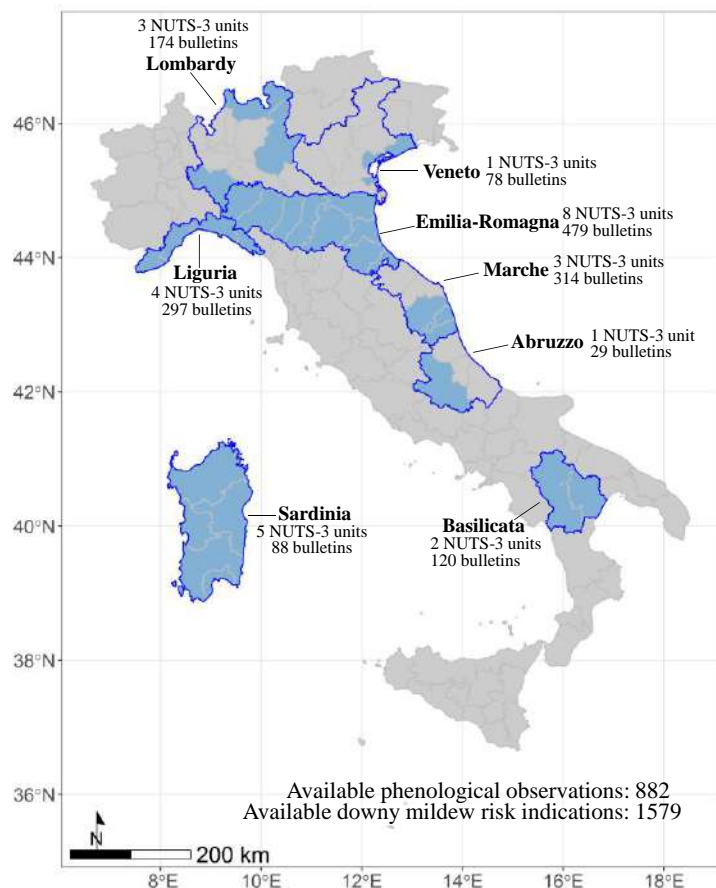 3 NUTS-3 units
174 bulletins
Lombardy
46°N
Veneto
1 NUTS-3 units
78 bulletins
Emilia-Romagna
8 NUTS-3 units
479 bulletins
44°N
Liguria
4 NUTS-3 units
297 bulletins
Marche
3 NUTS-3 units
314 bulletins
Abruzzo
1 NUTS-3 unit
29 bulletins
42°N
Sardinia
5 NUTS-3 units
88 bulletins
40°N
Basilicata
2 NUTS-3 units
120 bulletins
38°N
36°N
Available phenological observations: 882
Available downy mildew risk indications: 1579
N
200 km
8°E
10°E
12°E
14°E
16°E
18°E